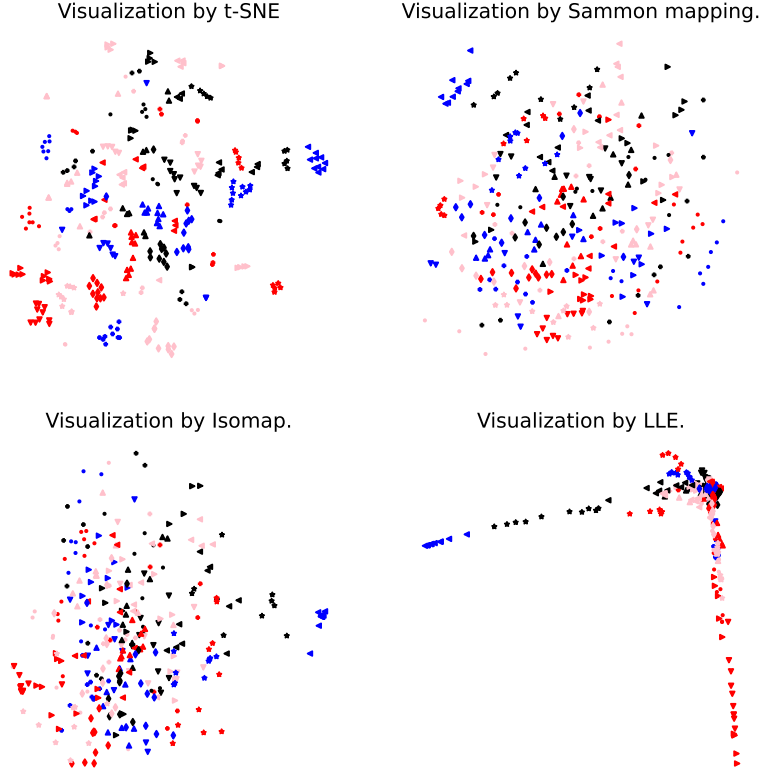 Visualization by t-SNE
Visualization by Sammon mapping.
Visualization by Isomap.
Visualization by LLE.